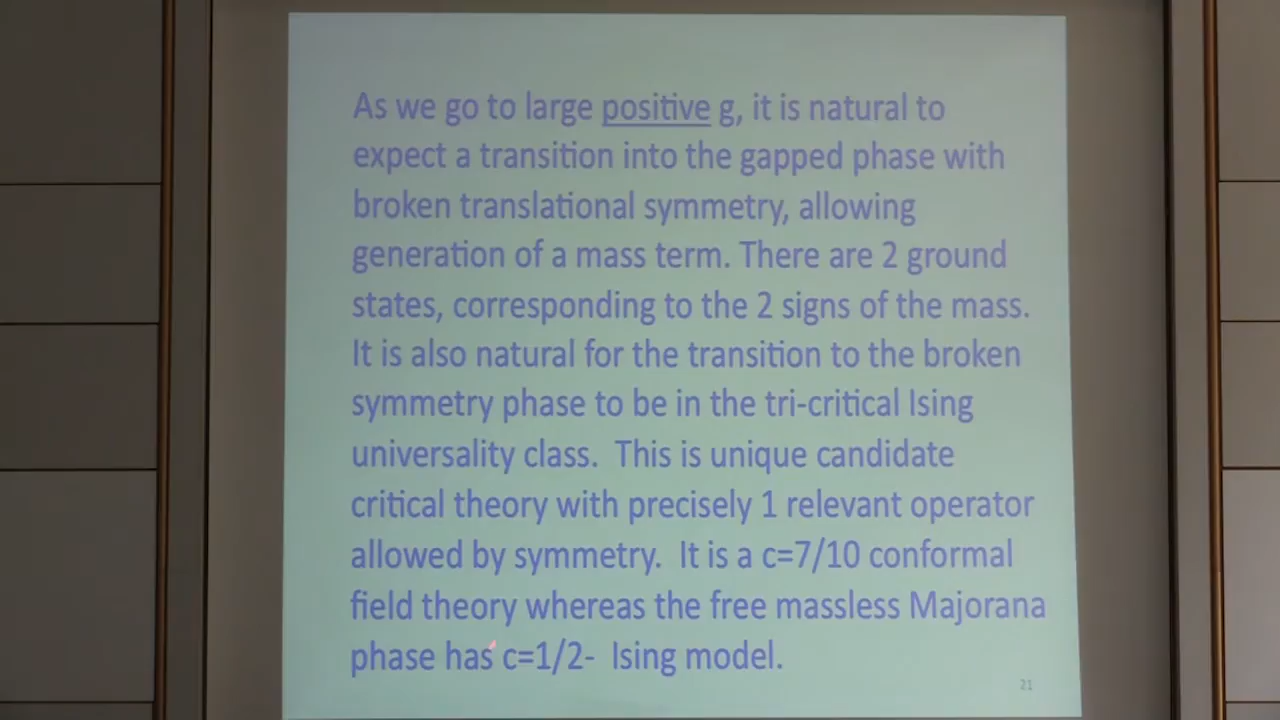 As we go to large positive g, it is natural to
expect a transition into the gapped phase with
broken translational symmetry, allowing
generation of a mass term. There are 2 ground
states, corresponding to the 2 signs of the mass.
It is also natural for the transition to the broken
symmetry phase to be in the tri-critical Ising
universality class. This is unique candidate
critical theory with precisely 1 relevant operator
allowed by symmetry. It is a c=7/10 conformal
field theory whereas the free massless Majorana
phase has c=1/2- Ising model.
21